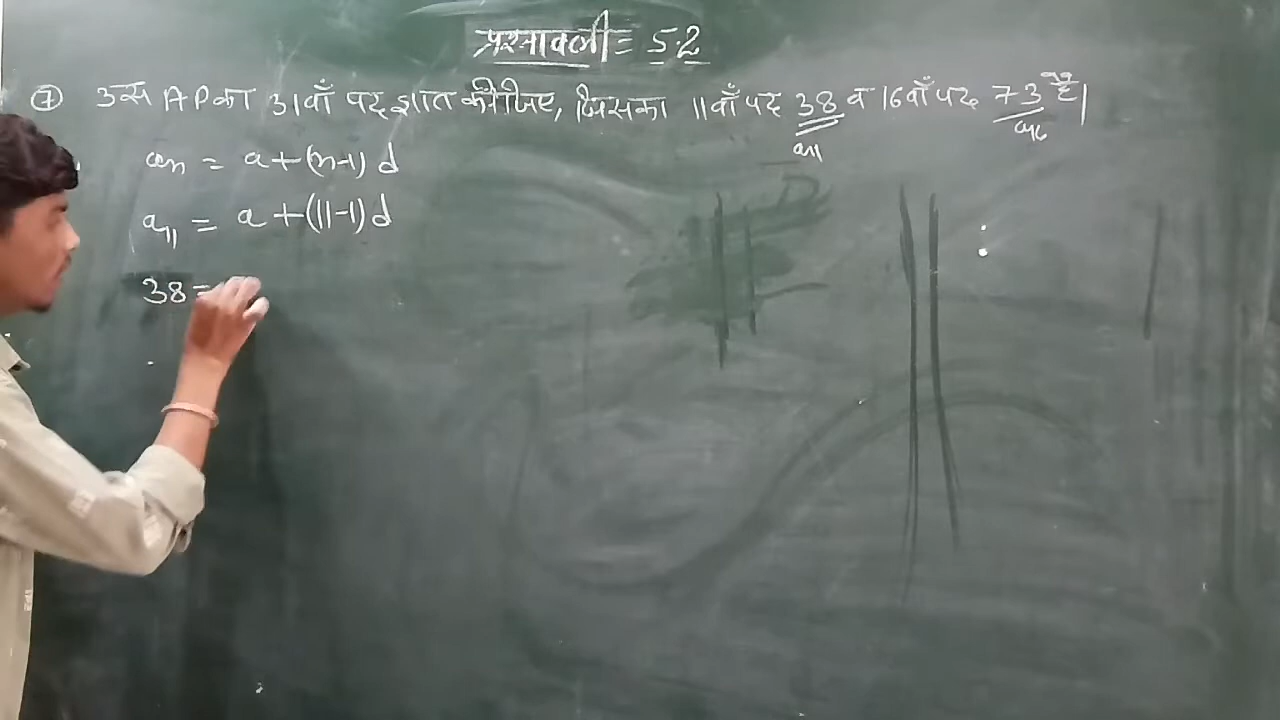 प्रश्नावली = 5.2
⑦ उस AP का 31वाँ पद ज्ञात कीजिए, जिसका 11वाँ पद 38 व 16वाँ पद 73 है।
a11 a16
an = a+(n-1) d
a11 = a+(11-1)d
38 =